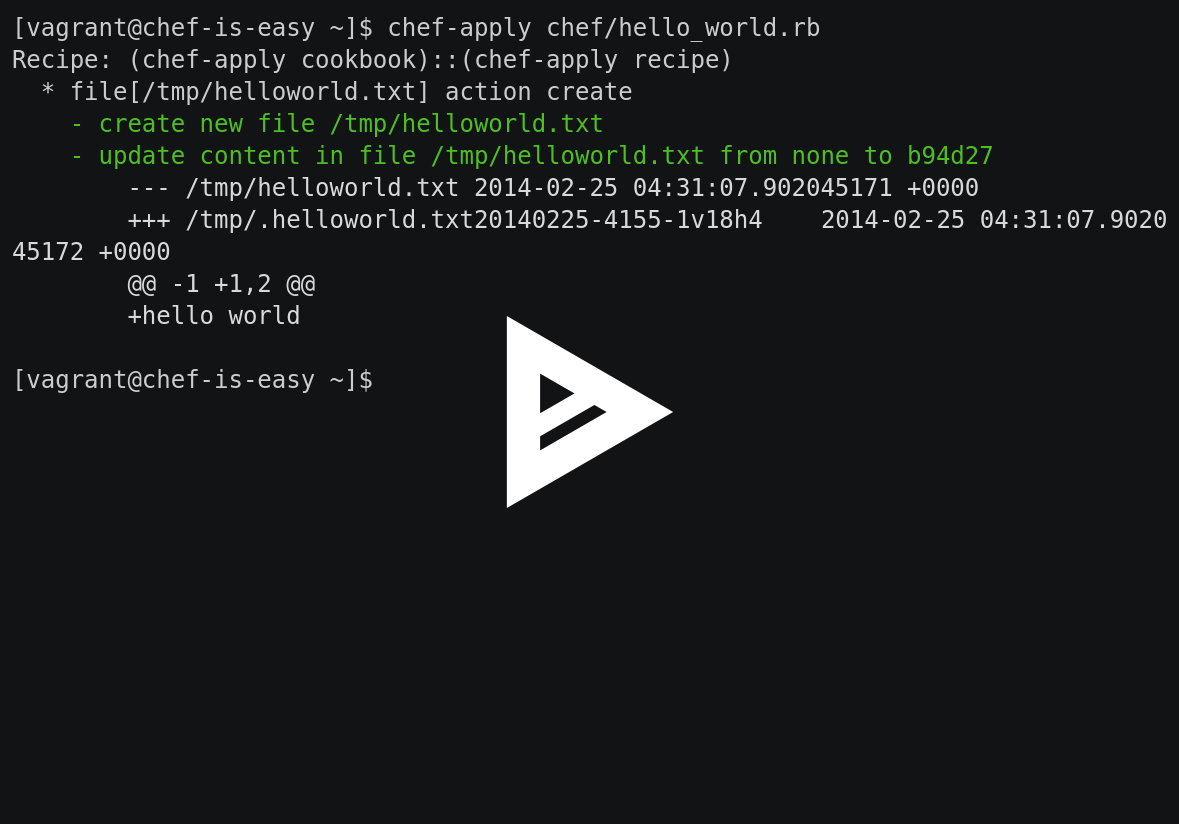 [vagrant@chef-is-easy ~]$ chef-apply chef/hello_world.rb
Recipe: (chef-apply cookbook)::(chef-apply recipe)
  * file[/tmp/helloworld.txt] action create
    - create new file /tmp/helloworld.txt
    - update content in file /tmp/helloworld.txt from none to b94d27
        --- /tmp/helloworld.txt 2014-02-25 04:31:07.902045171 +0000
        +++ /tmp/.helloworld.txt20140225-4155-1v18h4    2014-02-25 04:31:07.9020
45172 +0000
        @@ -1 +1,2 @@
        +hello world
[vagrant@chef-is-easy ~]$